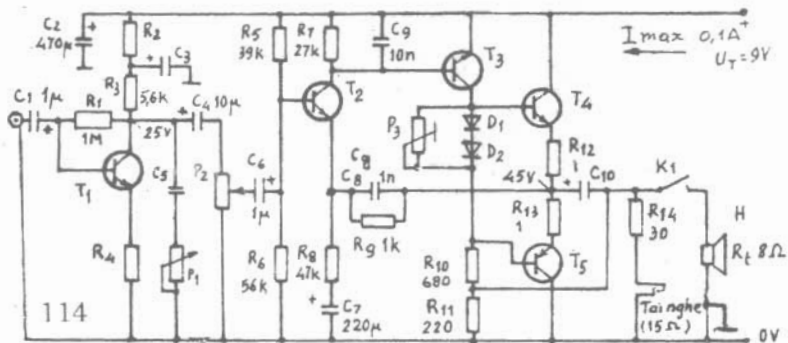 C2
470µ
+
R2
C3
+
R3
5,6k
C1 1µ
+
R1
1M
C4 10µ
+
25V
T1
C5
R4
P1
P2
C6
+
1µ
R5
39k
R7
27k
C9
10n
T2
T3
T4
P3
D1
D2
R12
1
C8
C8
1n
R9 1k
4,5V
+
C10
R13
1
T5
R6
56k
R8
47k
+
C7
220µ
R10
680
R11
220
K1
R14
30
H
Rt 8Ω
Tai nghe
(15Ω)
Imax 0,1A
+
UT=9V
0V
114